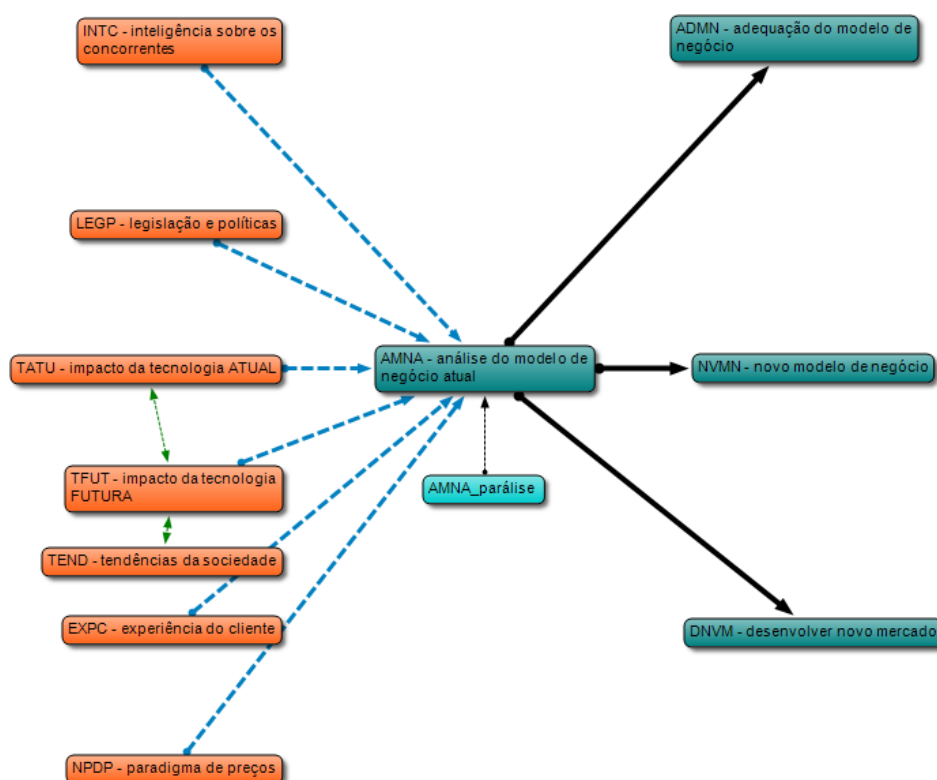 INTC - inteligência sobre os
concorrentes
ADMN - adequação do modelo de
negócio
LEGP - legislação e políticas
TATU - impacto da tecnologia ATUAL
AMNA - análise do modelo de
negócio atual
NVMN - novo modelo de negócio
TFUT - impacto da tecnologia
FUTURA
AMNA_parálise
TEND - tendências da sociedade
EXPC - experiência do cliente
DNVM - desenvolver novo mercado
NPDP - paradigma de preços